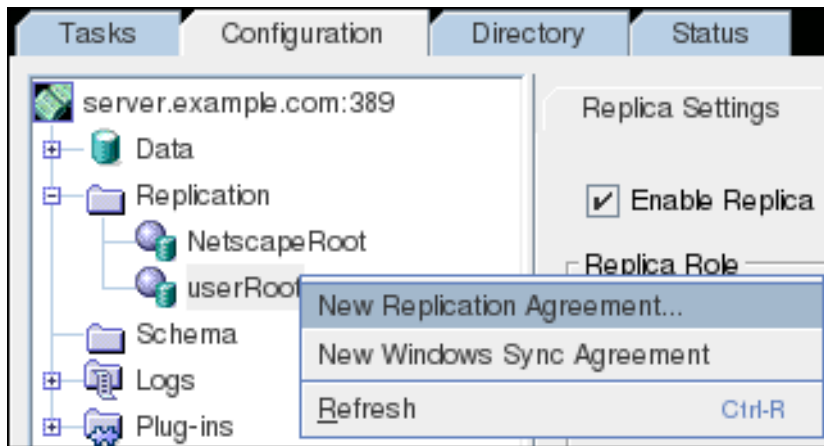 Tasks
Configuration
Directory
Status
server.example.com:389
Data
Replication
NetscapeRoot
userRoot
Schema
Logs
Plug-ins
Replica Settings
Enable Replica
Replica Role
New Replication Agreement...
New Windows Sync Agreement
Refresh Ctrl-R